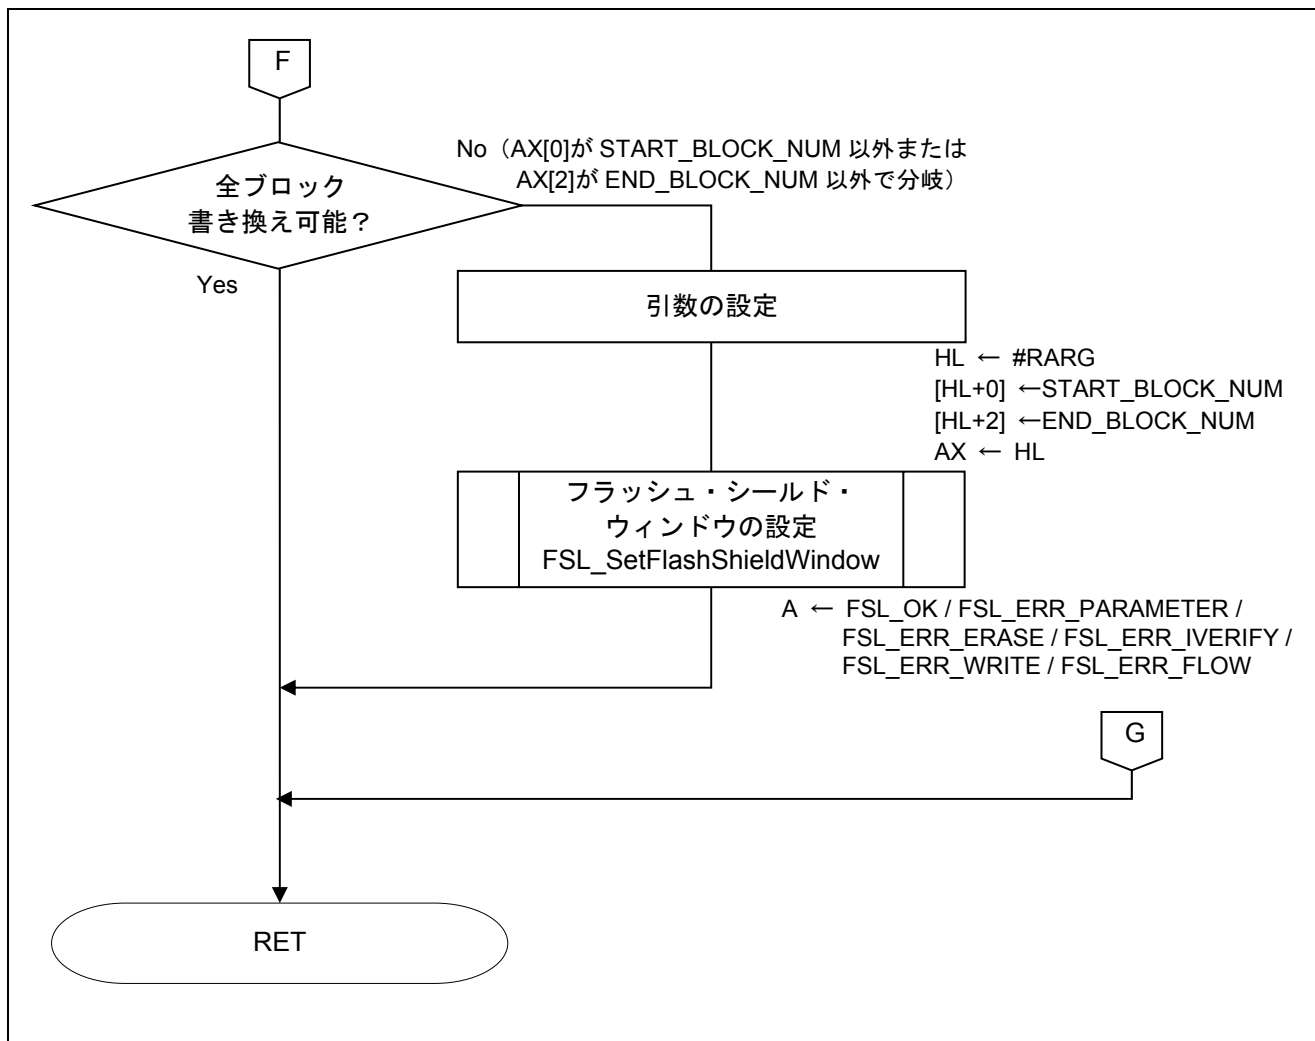 F
No（AX[0]が START_BLOCK_NUM 以外または
AX[2]が END_BLOCK_NUM 以外で分岐）
全ブロック
書き換え可能？
Yes
引数の設定
HL ← #RARG
[HL+0] ←START_BLOCK_NUM
[HL+2] ←END_BLOCK_NUM
AX ← HL
フラッシュ・シールド・
ウィンドウの設定
FSL_SetFlashShieldWindow
A ← FSL_OK / FSL_ERR_PARAMETER /
FSL_ERR_ERASE / FSL_ERR_IVERIFY /
FSL_ERR_WRITE / FSL_ERR_FLOW
G
RET